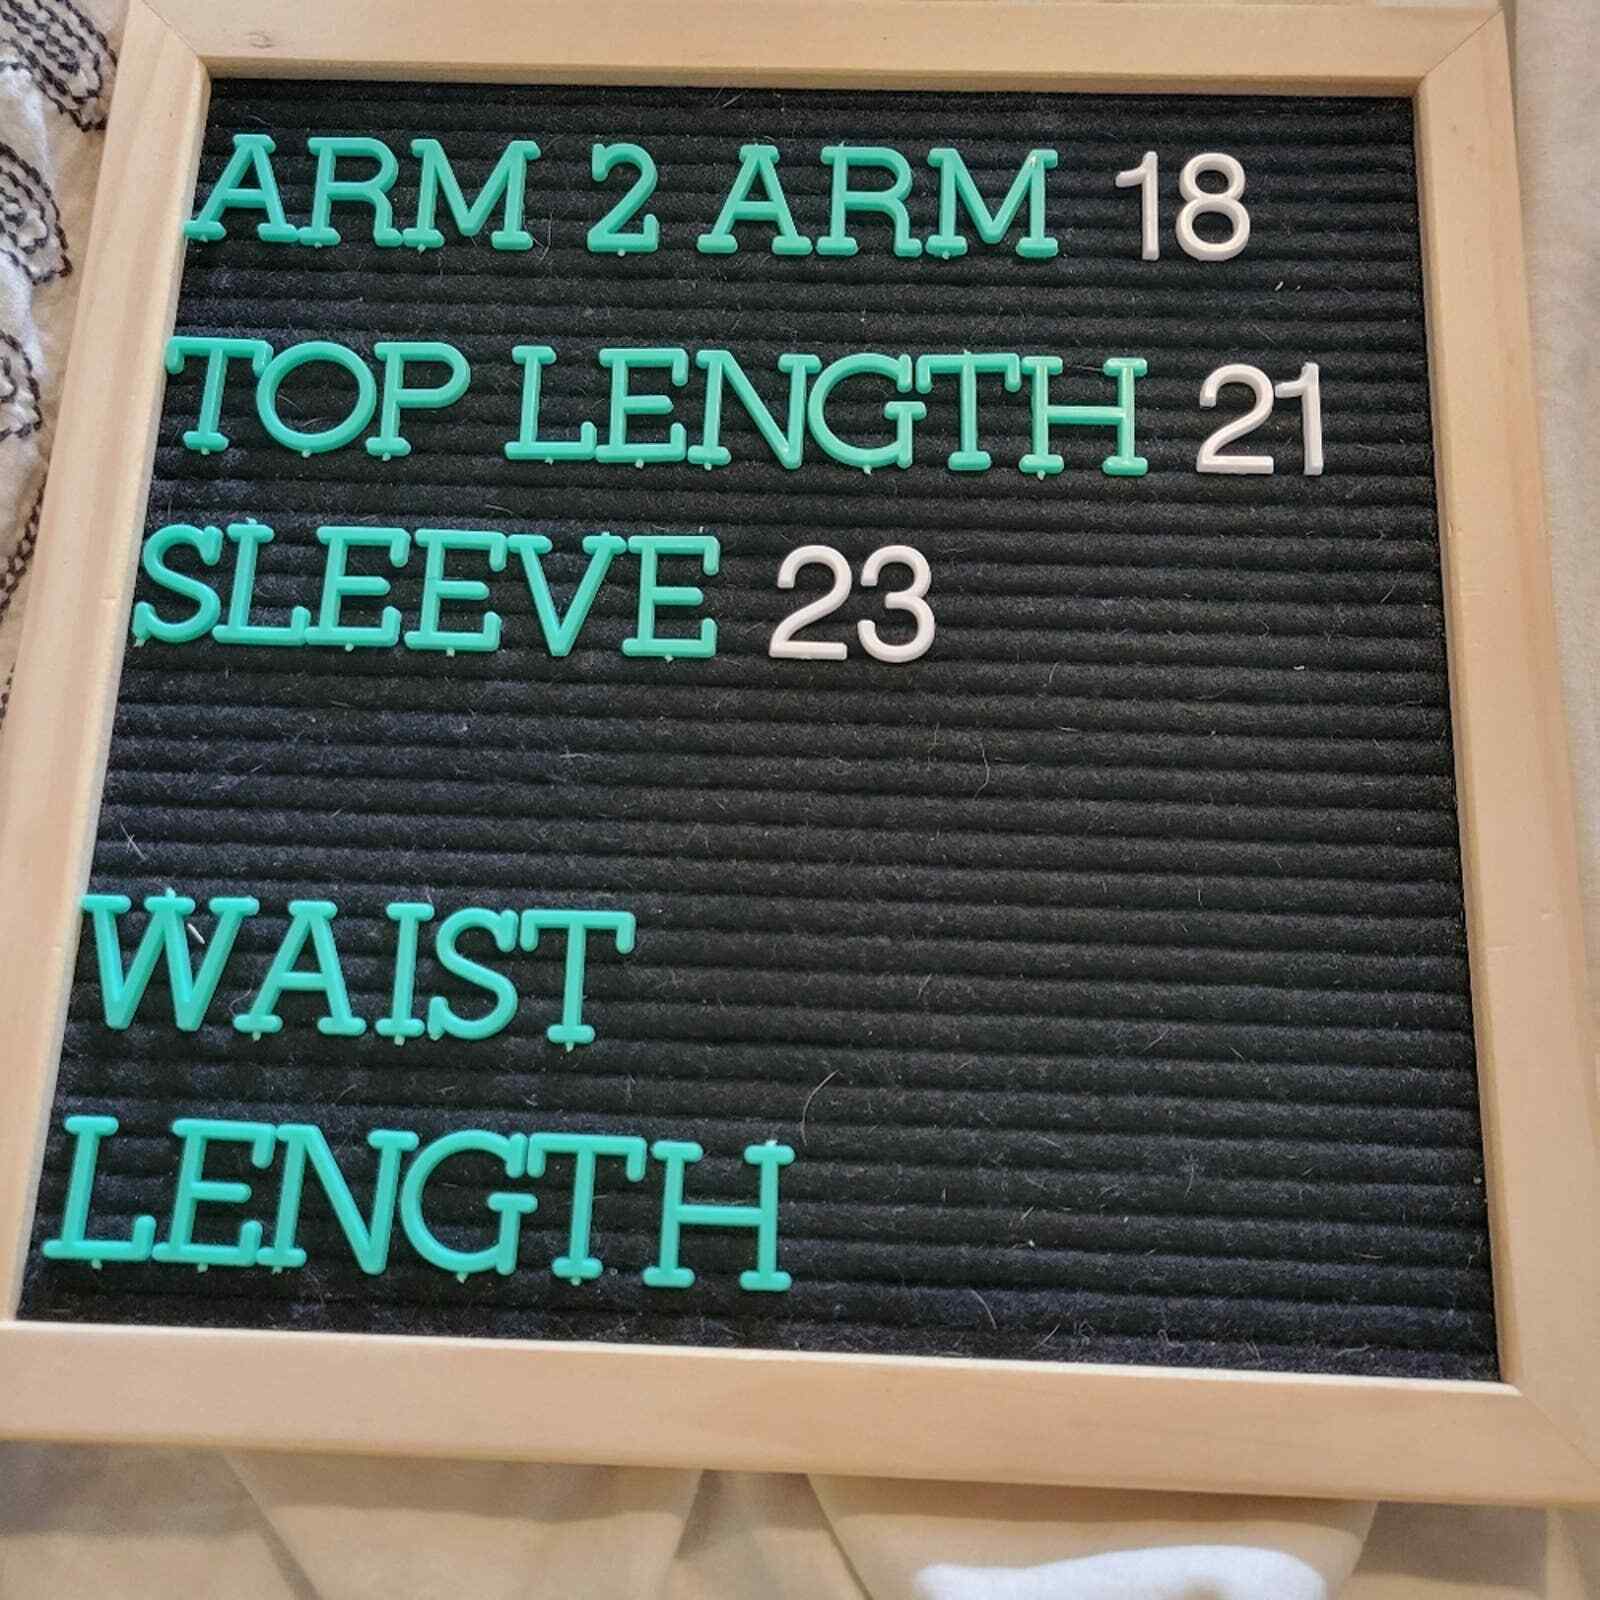 ARM 2 ARM 18
TOP LENGTH 21
SLEEVE 23
WAIST
LENGTH